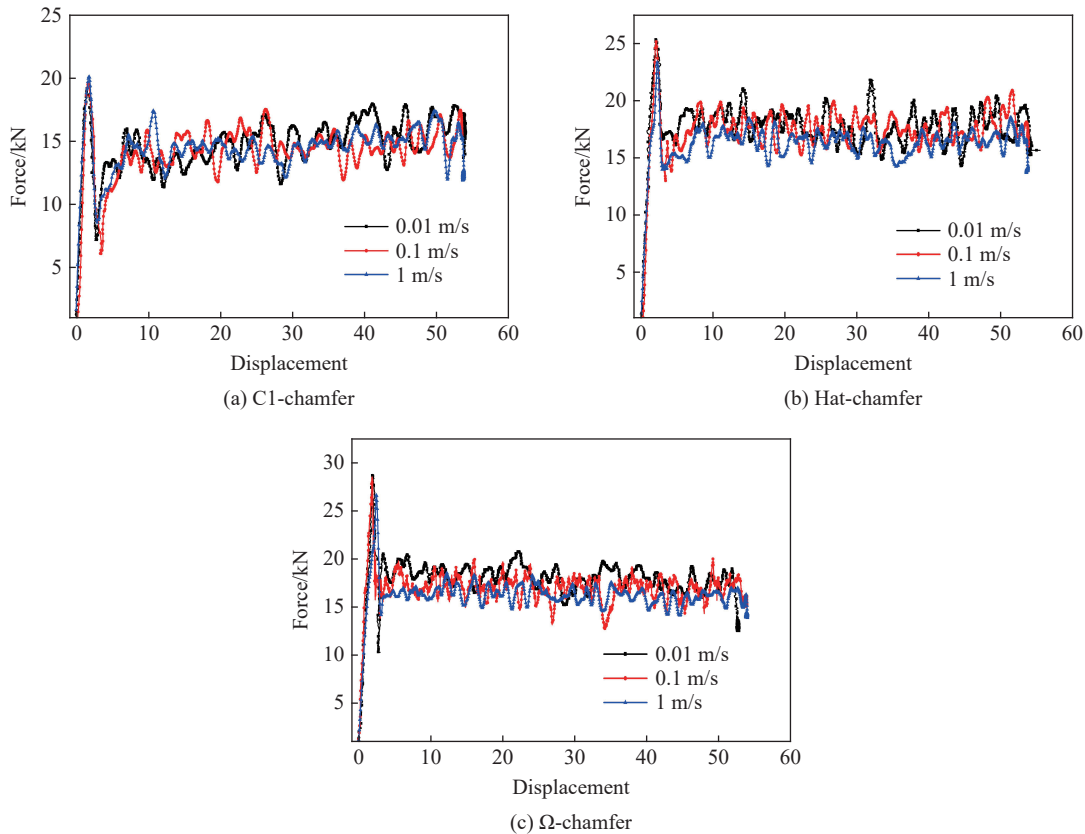 25
20
15
10
5
Force/kN
0.01 m/s
0.1 m/s
1 m/s
0 10 20 30 40 50 60
Displacement
(a) C1-chamfer
25
20
15
10
5
Force/kN
0.01 m/s
0.1 m/s
1 m/s
0 10 20 30 40 50 60
Displacement
(b) Hat-chamfer
30
25
20
15
10
5
Force/kN
0.01 m/s
0.1 m/s
1 m/s
0 10 20 30 40 50 60
Displacement
(c) Ω-chamfer